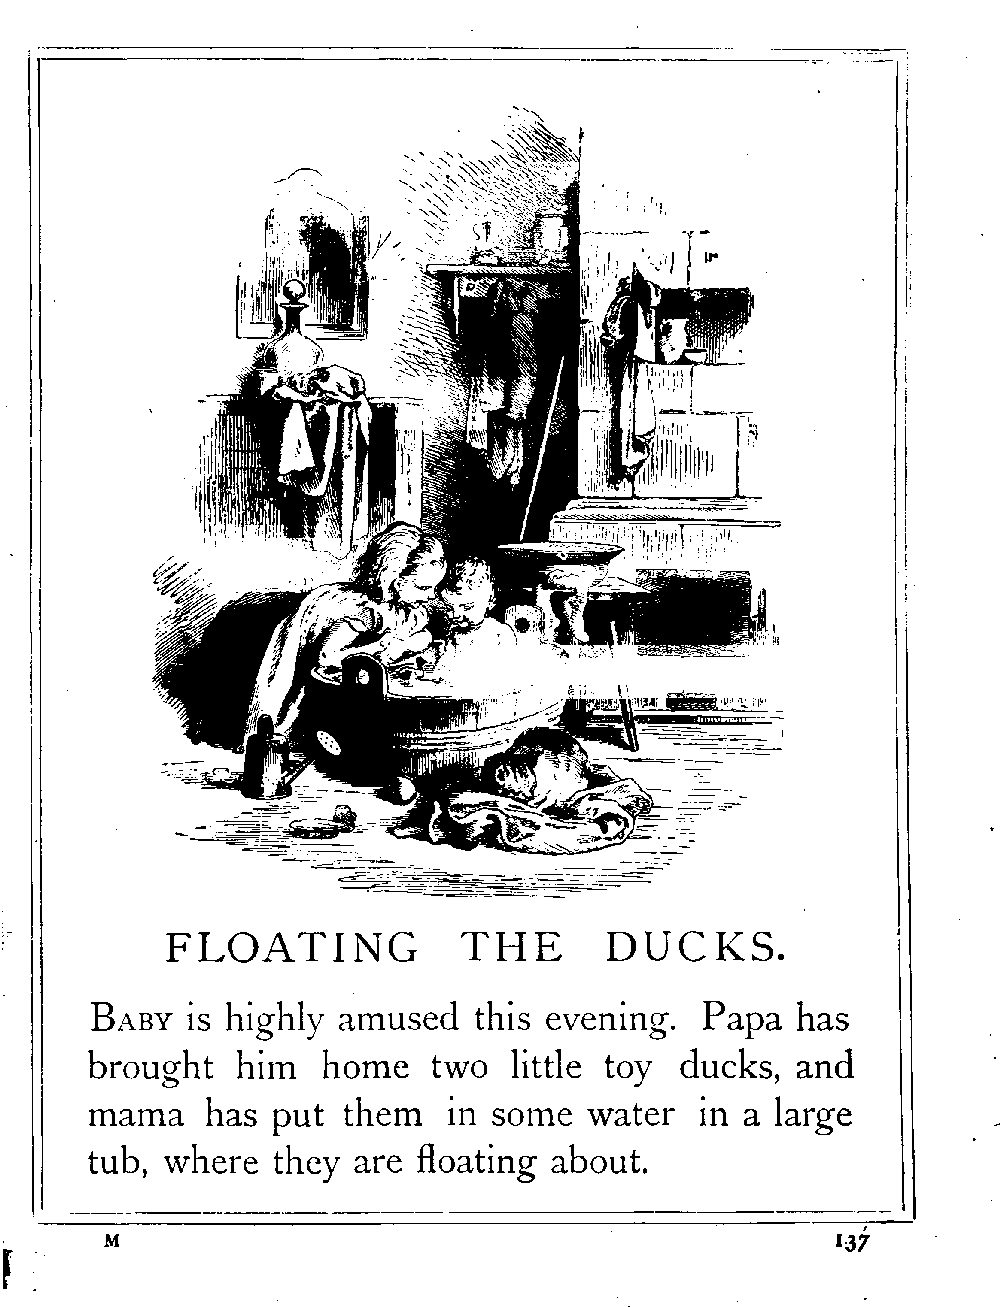 FLOATING THE DUCKS.
BABY is highly amused this evening. Papa has
brought him home two little toy ducks, and
mama has put them in some water in a large
tub, where they are floating about.
M
137